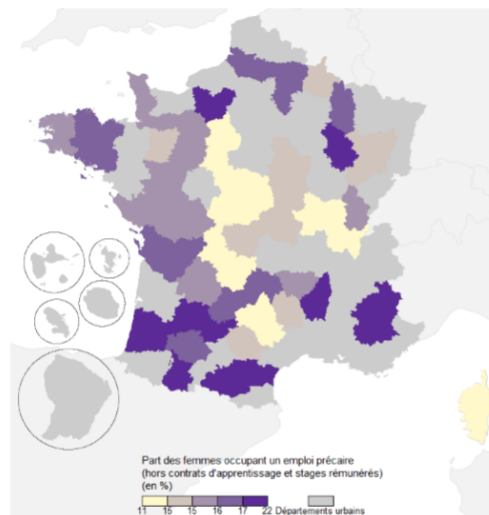 Part des femmes occupant un emploi précaire
(hors contrats d'apprentissage et stages rémunérés)
(en %)
11 15 15 16 17 22 Départements urbains